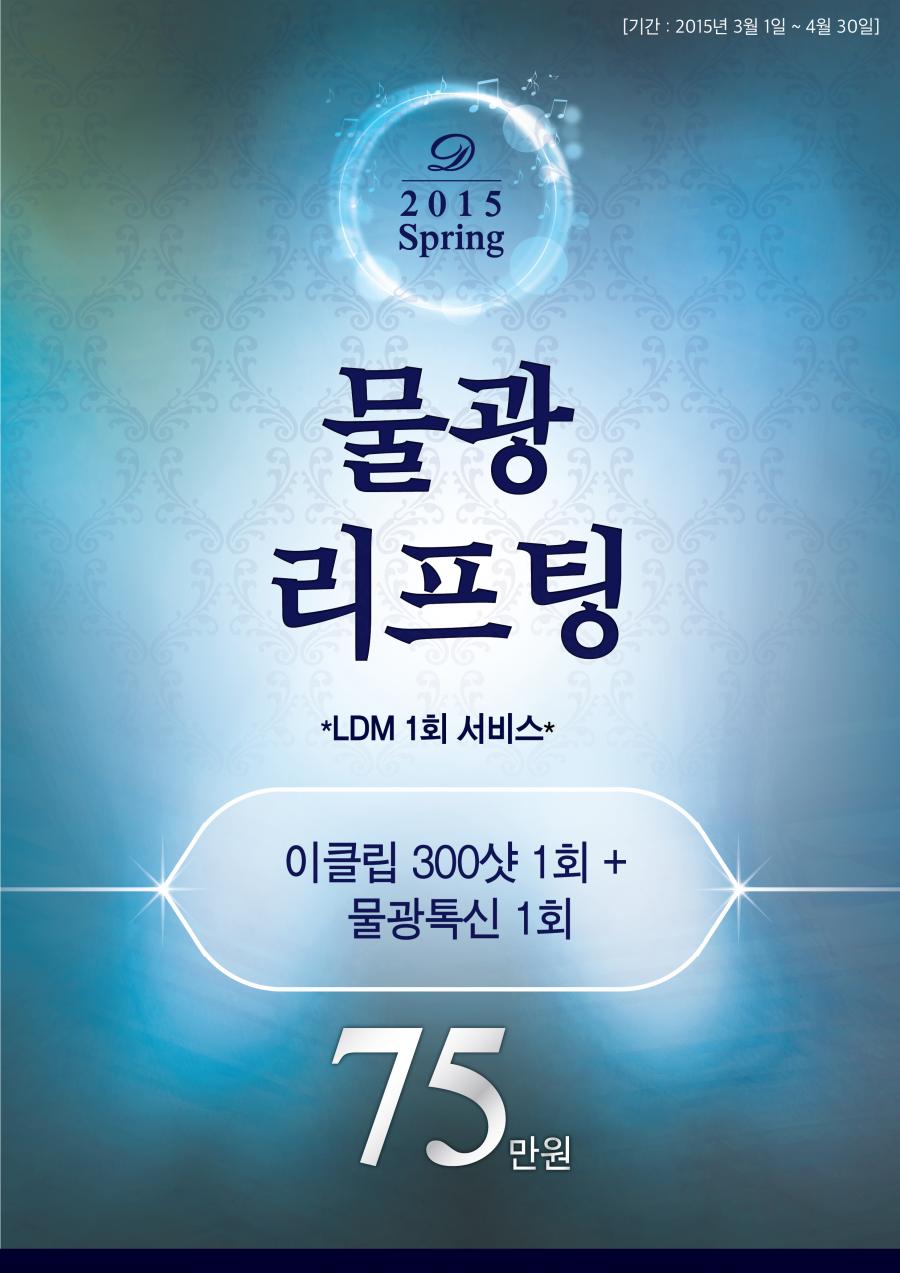 [기간 : 2015년 3월 1일 ~ 4월 30일]
D
2015
Spring
물광
리프팅
*LDM 1회 서비스*
이클립 300샷 1회 +
물광톡신 1회
75만원